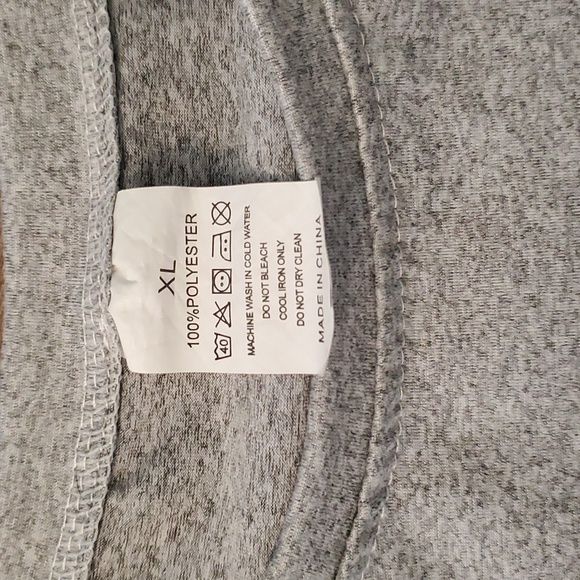 XL
100%POLYESTER
40
MACHINE WASH IN COLD WATER
DO NOT BLEACH
COOL IRON ONLY
DO NOT DRY CLEAN
MADE IN CHINA